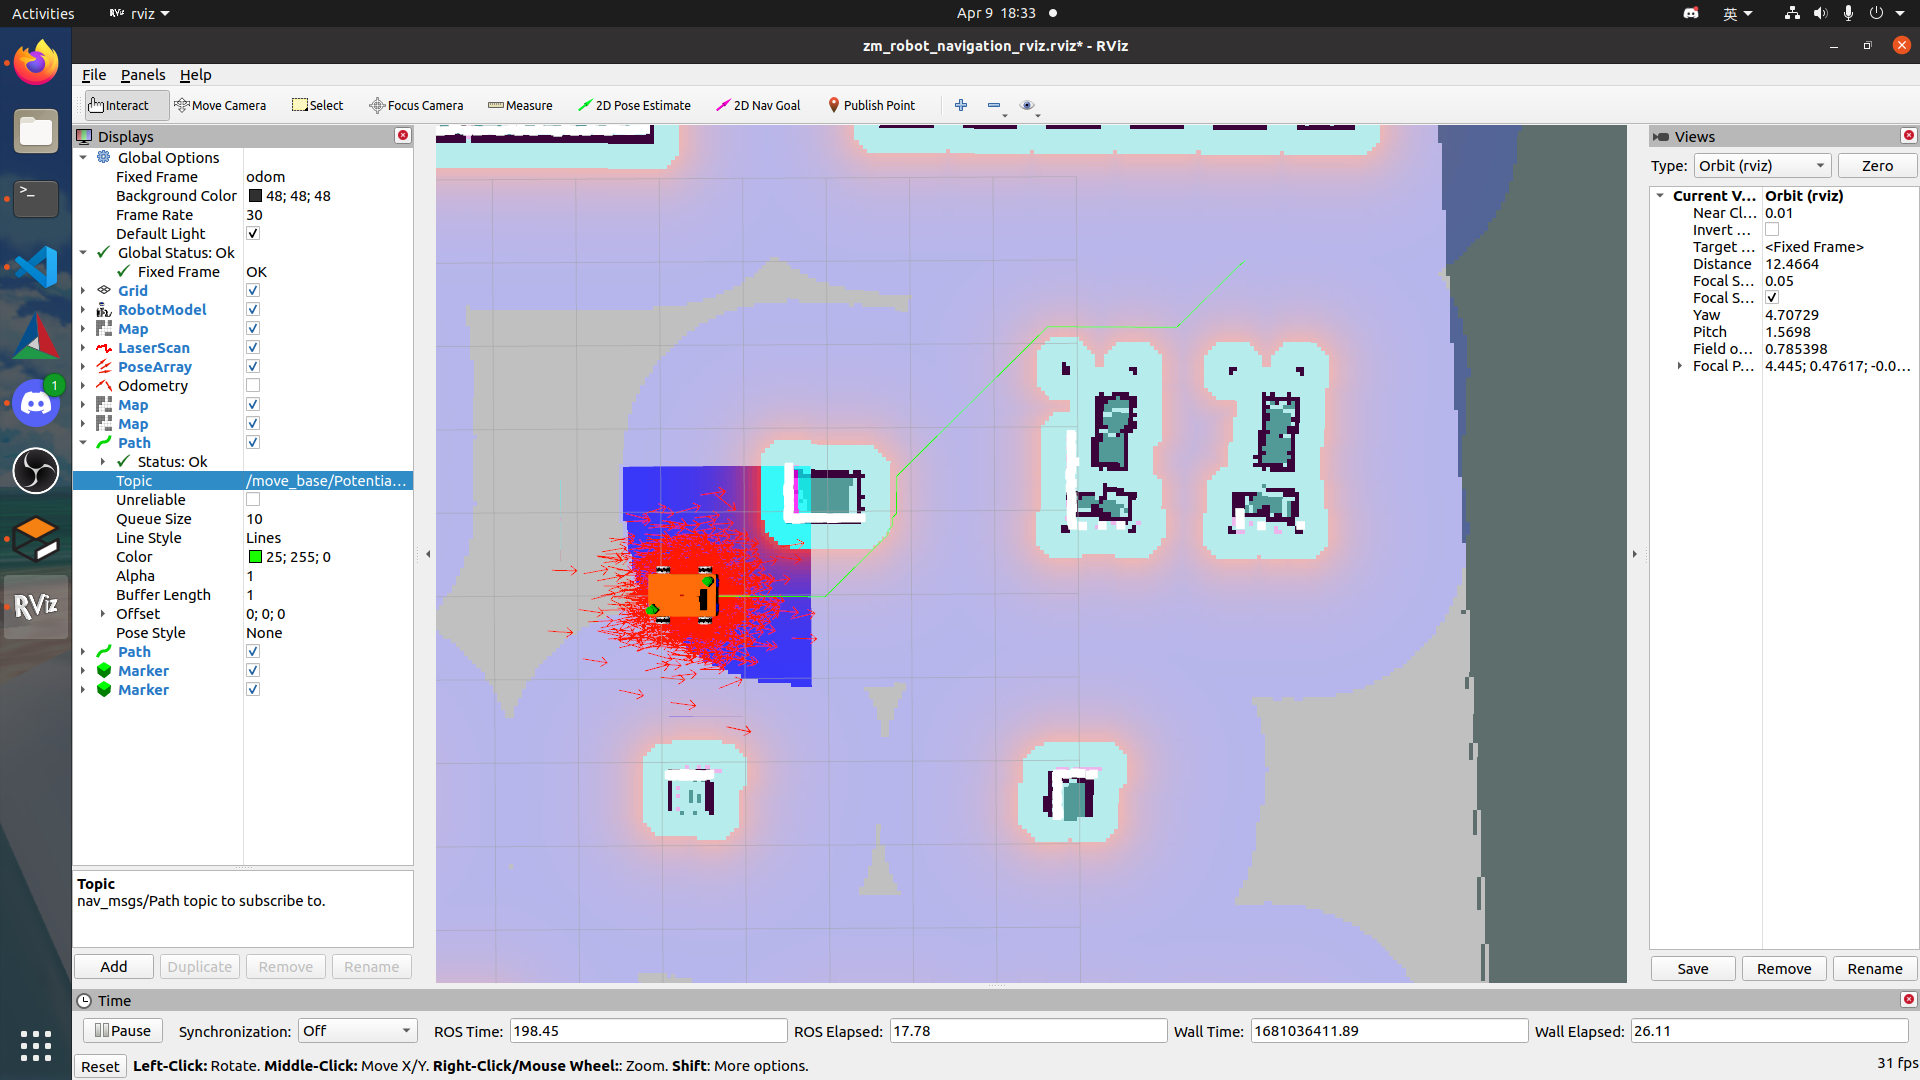 Activities
rviz
Apr 9 18:33
英
zm_robot_navigation_rviz.rviz* - RViz
File Panels Help
Interact
Move Camera
Select
Focus Camera
Measure
2D Pose Estimate
2D Nav Goal
Publish Point
Displays
Global Options
Fixed Frame odom
Background Color 48; 48; 48
Frame Rate 30
Default Light
Global Status: Ok
Fixed Frame OK
Grid
RobotModel
Map
LaserScan
PoseArray
Odometry
Map
Map
Path
Status: Ok
Topic /move_base/Potentia...
Unreliable
Queue Size 10
Line Style Lines
Color 25; 255; 0
Alpha 1
Buffer Length 1
Offset 0; 0; 0
Pose Style None
Path
Marker
Marker
Topic
nav_msgs/Path topic to subscribe to.
Add Duplicate Remove Rename
Views
Type: Orbit (rviz) Zero
Current V... Orbit (rviz)
Near Cl... 0.01
Invert ...
Target ... <Fixed Frame>
Distance 12.4664
Focal S... 0.05
Focal S...
Yaw 4.70729
Pitch 1.5698
Field o... 0.785398
Focal P... 4.445; 0.47617; -0.0...
Save Remove Rename
1
>_
RViz
Time
Pause Synchronization: Off ROS Time: 198.45 ROS Elapsed: 17.78 Wall Time: 1681036411.89 Wall Elapsed: 26.11
Reset Left-Click: Rotate. Middle-Click: Move X/Y. Right-Click/Mouse Wheel:: Zoom. Shift: More options. 31 fps